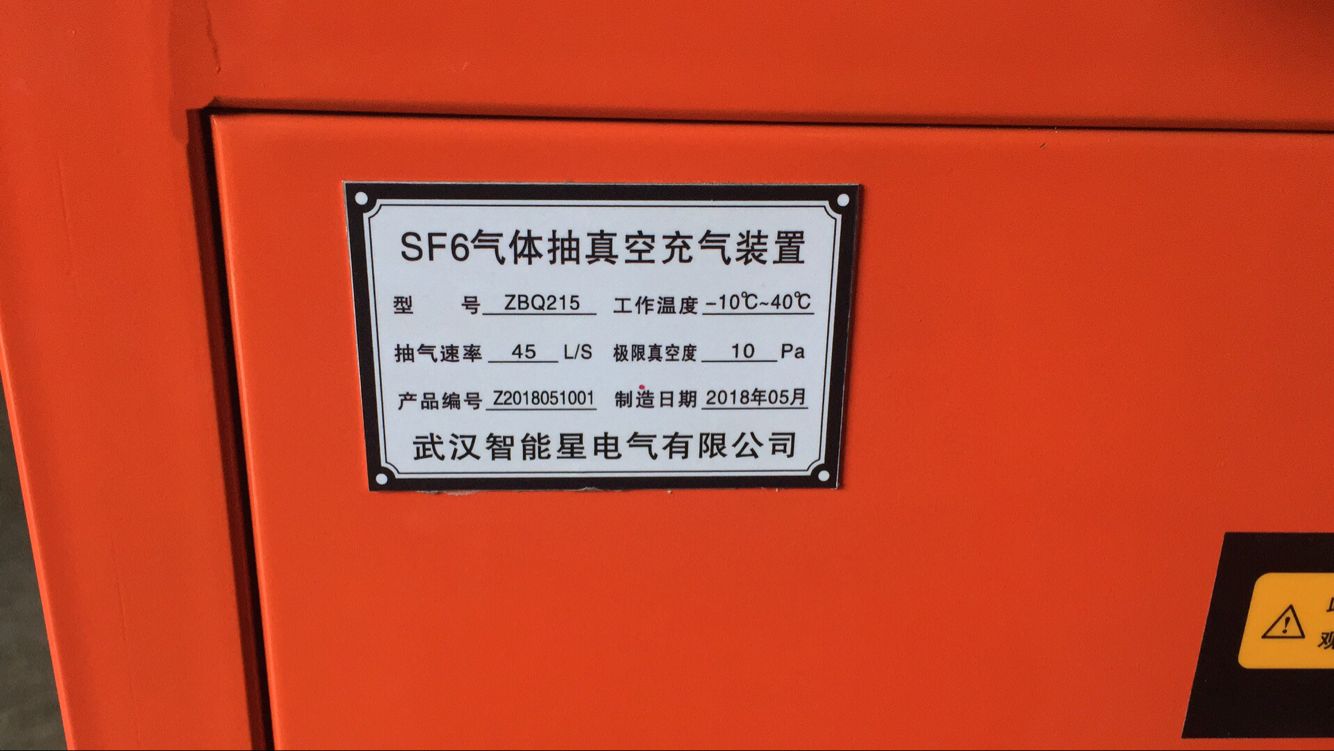 SF6气体抽真空充气装置
型 号 ZBQ215 工作温度 -10℃~40℃
抽气速率 45 L/S 极限真空度 10 Pa
产品编号 Z2018051001 制造日期 2018年05月
武汉智能星电气有限公司